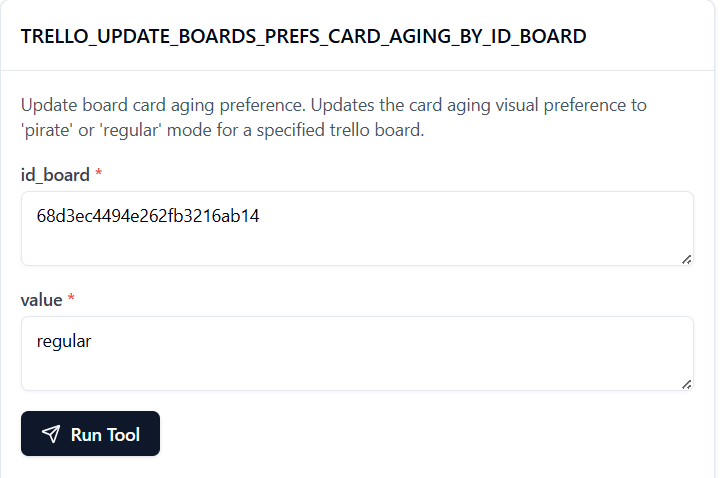 TRELLO_UPDATE_BOARDS_PREFS_CARD_AGING_BY_ID_BOARD
Update board card aging preference. Updates the card aging visual preference to
'pirate' or 'regular' mode for a specified trello board.
id_board *
68d3ec4494e262fb3216ab14
value *
regular
Run Tool